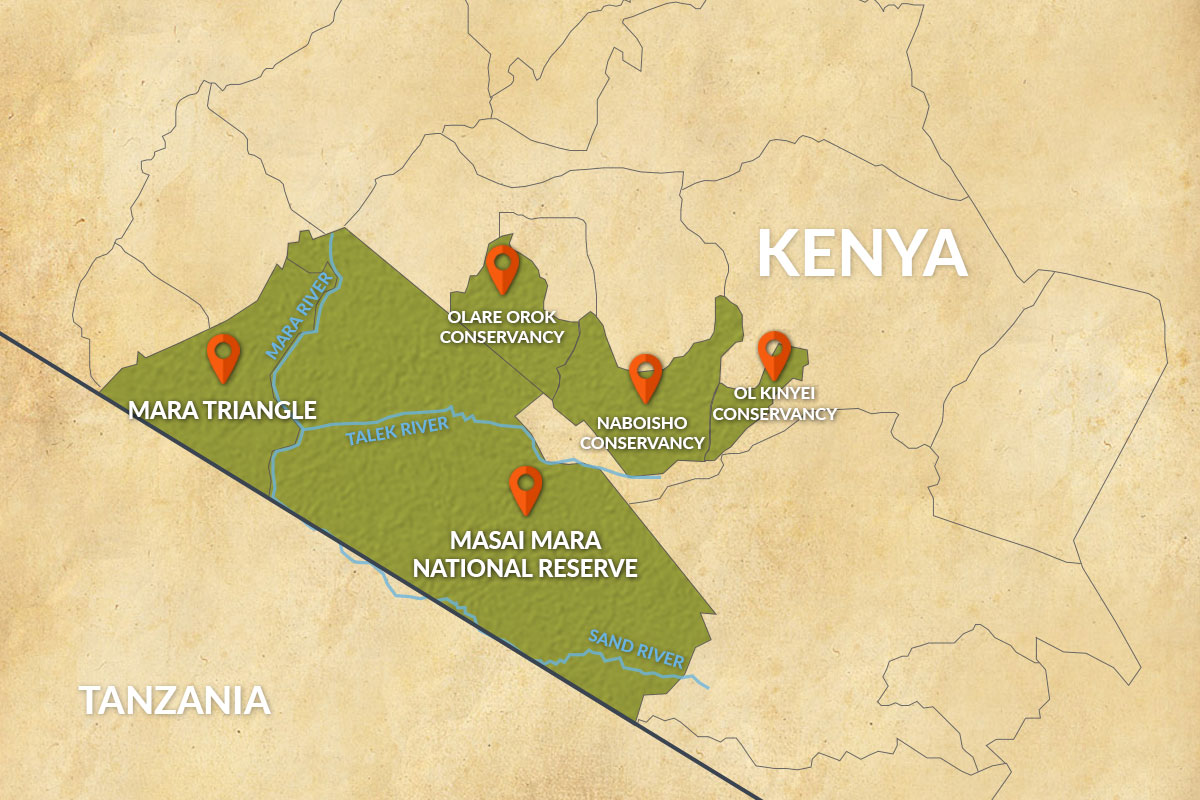 KENYA
MARA RIVER
OLARE OROK
CONSERVANCY
MARA TRIANGLE
TALEK RIVER
NABOISHO
CONSERVANCY
OL KINYEI
CONSERVANCY
MASAI MARA
NATIONAL RESERVE
SAND RIVER
TANZANIA